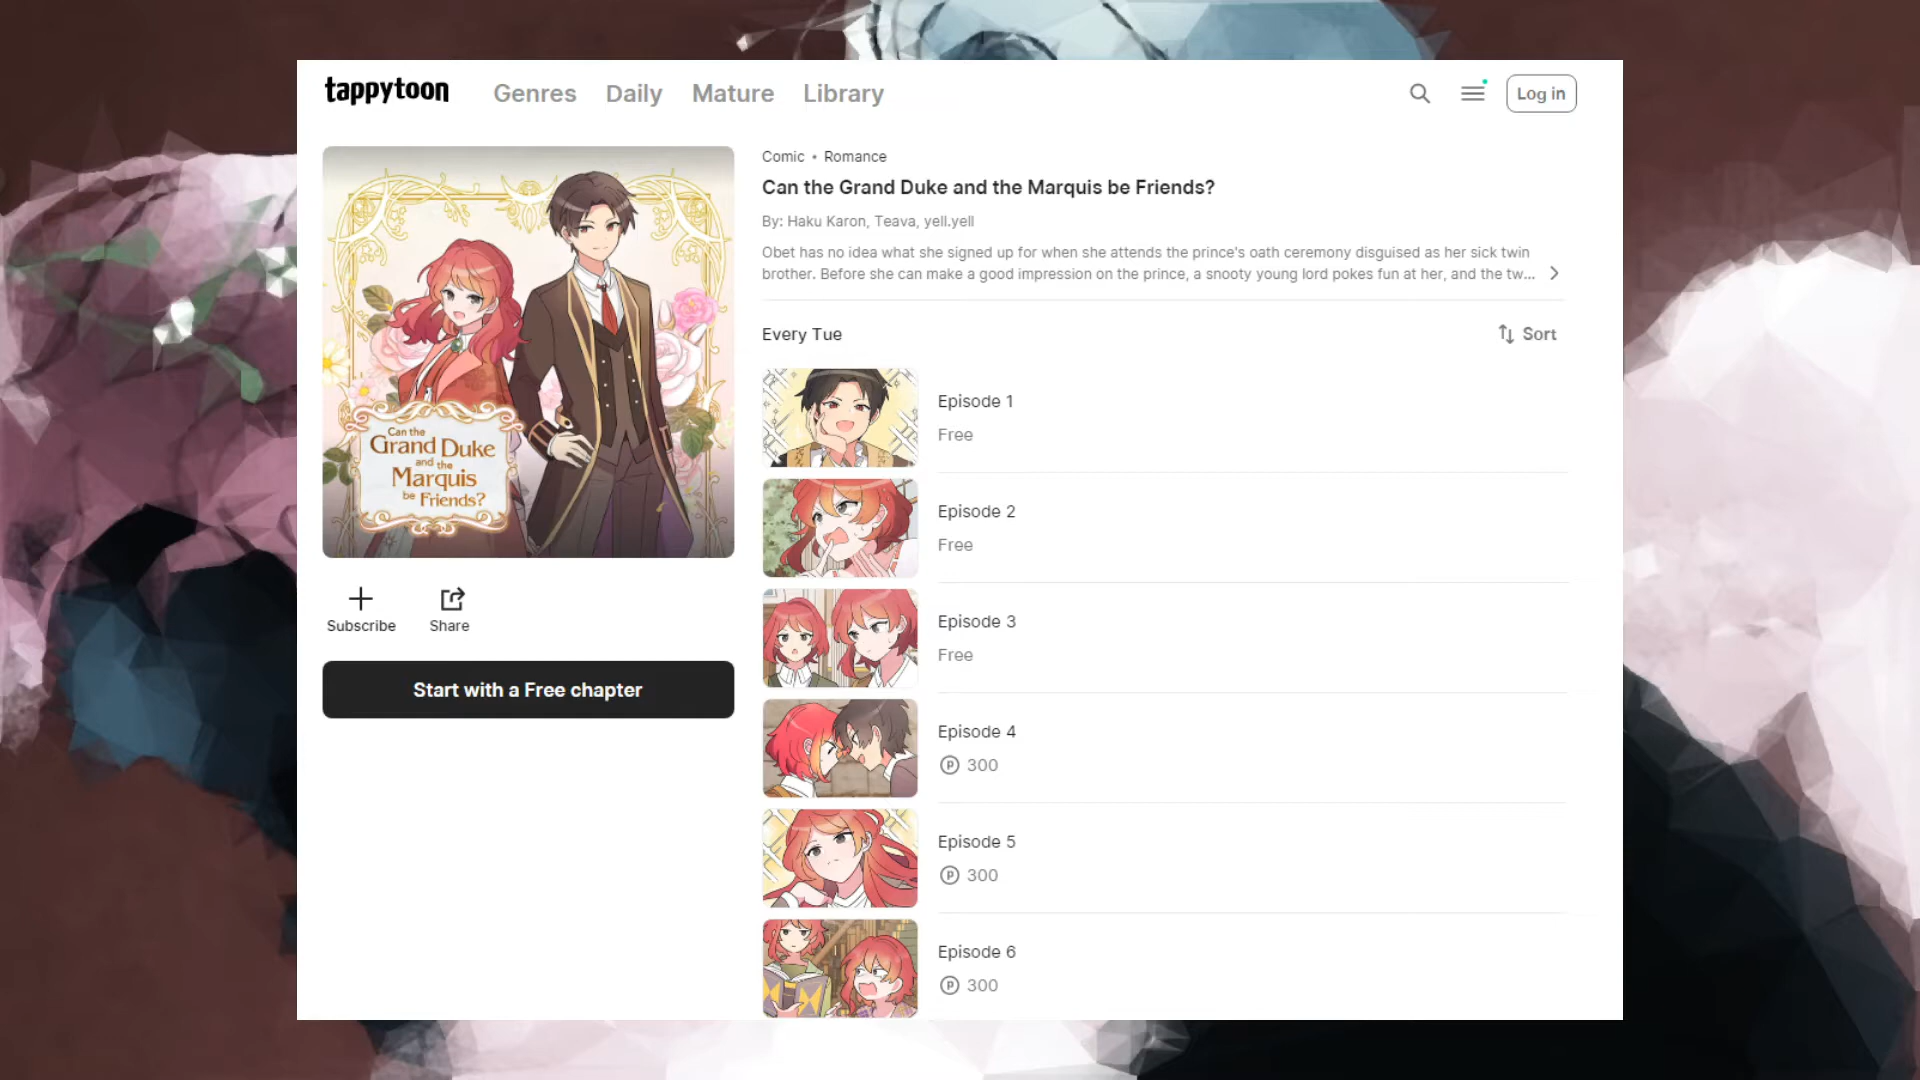 tappytoon
Genres
Daily
Mature
Library
Log in
Can the
Grand Duke
and the
Marquis
be Friends?
Subscribe
Share
Start with a Free chapter
Comic • Romance
Can the Grand Duke and the Marquis be Friends?
By: Haku Karon, Teava, yell.yell
Obet has no idea what she signed up for when she attends the prince's oath ceremony disguised as her sick twin
brother. Before she can make a good impression on the prince, a snooty young lord pokes fun at her, and the tw...
Every Tue
Sort
Episode 1
Free
Episode 2
Free
Episode 3
Free
Episode 4
P 300
Episode 5
P 300
Episode 6
P 300